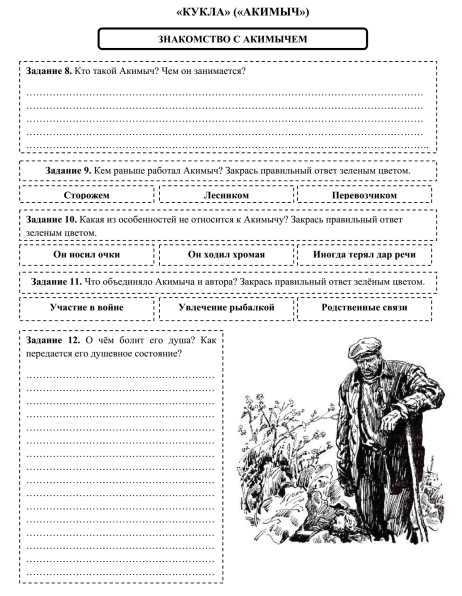 «КУКЛА» («АКИМЫЧ»)
ЗНАКОМСТВО С АКИМЫЧЕМ
Задание 8. Кто такой Акимыч? Чем он занимается?
Задание 9. Кем раньше работал Акимыч? Закрась правильный ответ зеленым цветом.
Сторожем
Лесником
Перевозчиком
Задание 10. Какая из особенностей не относится к Акимычу? Закрась правильный ответ
зеленым цветом.
Он носил очки
Он ходил хромая
Иногда терял дар речи
Задание 11. Что объединяло Акимыча и автора? Закрась правильный ответ зелёным цветом.
Участие в войне
Увлечение рыбалкой
Родственные связи
Задание 12. О чём болит его душа? Как
передается его душевное состояние?